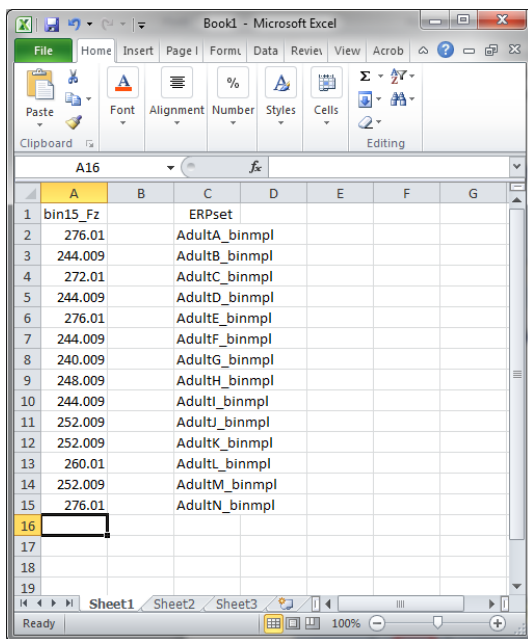 Book1 - Microsoft Excel
File Home Insert Page l Formu Data Reviev View Acrob
Paste Font Alignment Number Styles Cells
Clipboard Editing
A16 fx
A B C D E F G
1 bin15_Fz ERPset
2 276.01 AdultA_binmpl
3 244.009 AdultB_binmpl
4 272.01 AdultC_binmpl
5 244.009 AdultD_binmpl
6 276.01 AdultE_binmpl
7 244.009 AdultF_binmpl
8 240.009 AdultG_binmpl
9 248.009 AdultH_binmpl
10 244.009 AdultI_binmpl
11 252.009 AdultJ_binmpl
12 252.009 AdultK_binmpl
13 260.01 AdultL_binmpl
14 252.009 AdultM_binmpl
15 276.01 AdultN_binmpl
16
17
18
19
Sheet1 Sheet2 Sheet3
Ready 100%